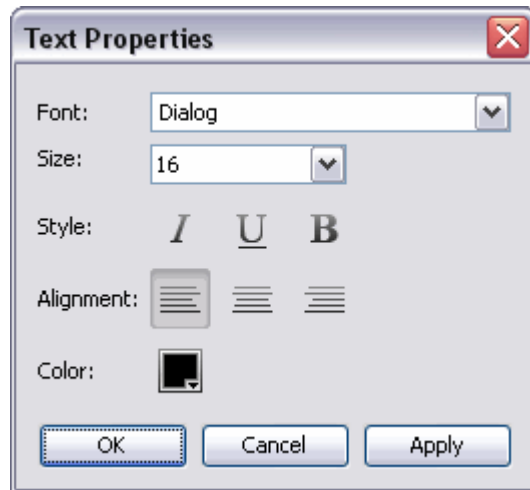 Text Properties
Font: Dialog
Size: 16
Style: I U B
Alignment:
Color:
OK Cancel Apply